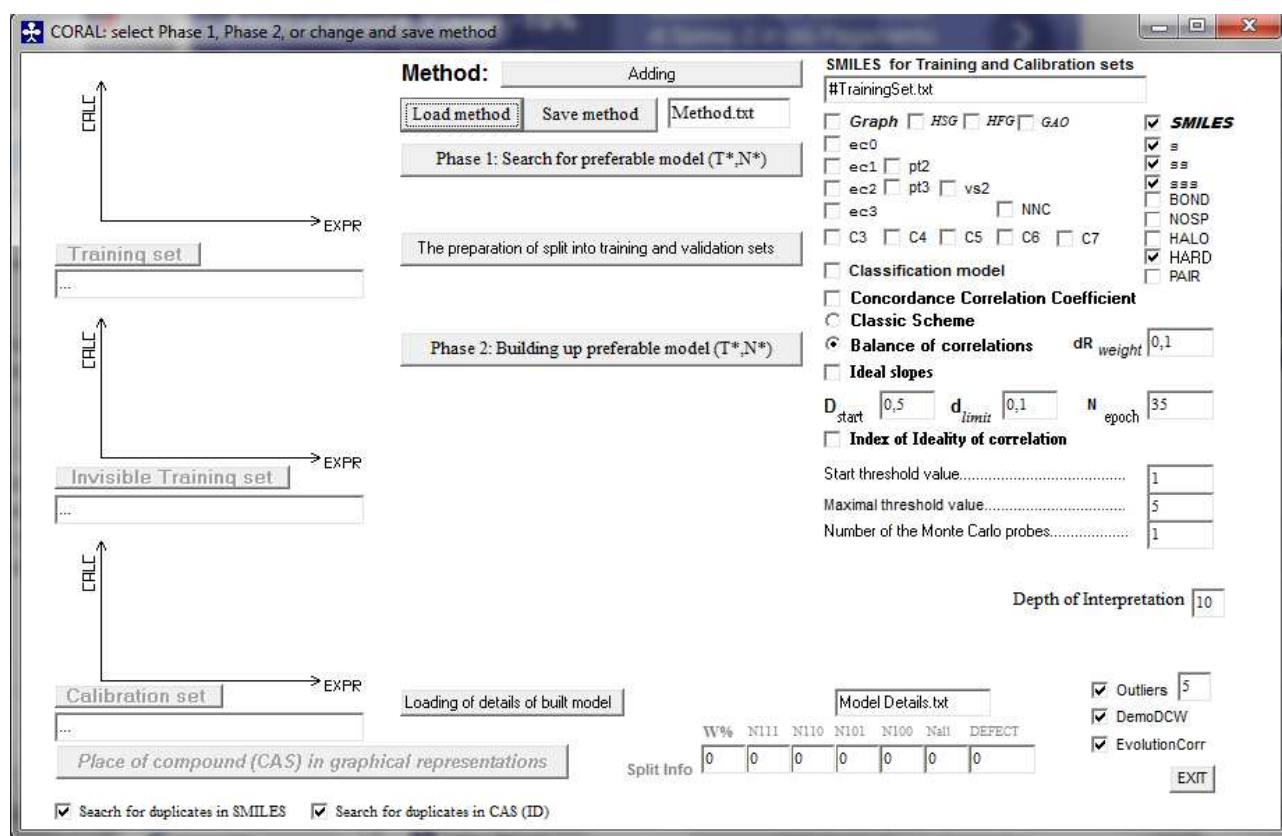 CORAL: select Phase 1, Phase 2, or change and save method
CALC
EXPR
Training set
...
CALC
EXPR
Invisible Training set
...
CALC
EXPR
Calibration set
...
Place of compound (CAS) in graphical representations
Seacrh for duplicates in SMILES Search for duplicates in CAS (ID)
Method: Adding
Load method Save method Method.txt
Phase 1: Search for preferable model (T*,N*)
The preparation of split into training and validation sets
Phase 2: Building up preferable model (T*,N*)
Loading of details of built model Model Details.txt
W% N111 N110 N101 N100 Nall DEFECT
Split Info 0 0 0 0 0 0 0
SMILES for Training and Calibration sets
#TrainingSet.txt
Graph HSG HFG GAO
ec0
ec1 pt2
ec2 pt3 vs2
ec3 NNC
C3 C4 C5 C6 C7
SMILES
s
ss
sss
BOND
NOSP
HALO
HARD
PAIR
Classification model
Concordance Correlation Coefficient
Classic Scheme
Balance of correlations dR weight 0,1
Ideal slopes
D start 0,5 d limit 0,1 N epoch 35
Index of Ideality of correlation
Start threshold value........................................ 1
Maximal threshold value.................................. 5
Number of the Monte Carlo probes................... 1
Depth of Interpretation 10
Outliers 5
DemoDCW
EvolutionCorr
EXIT